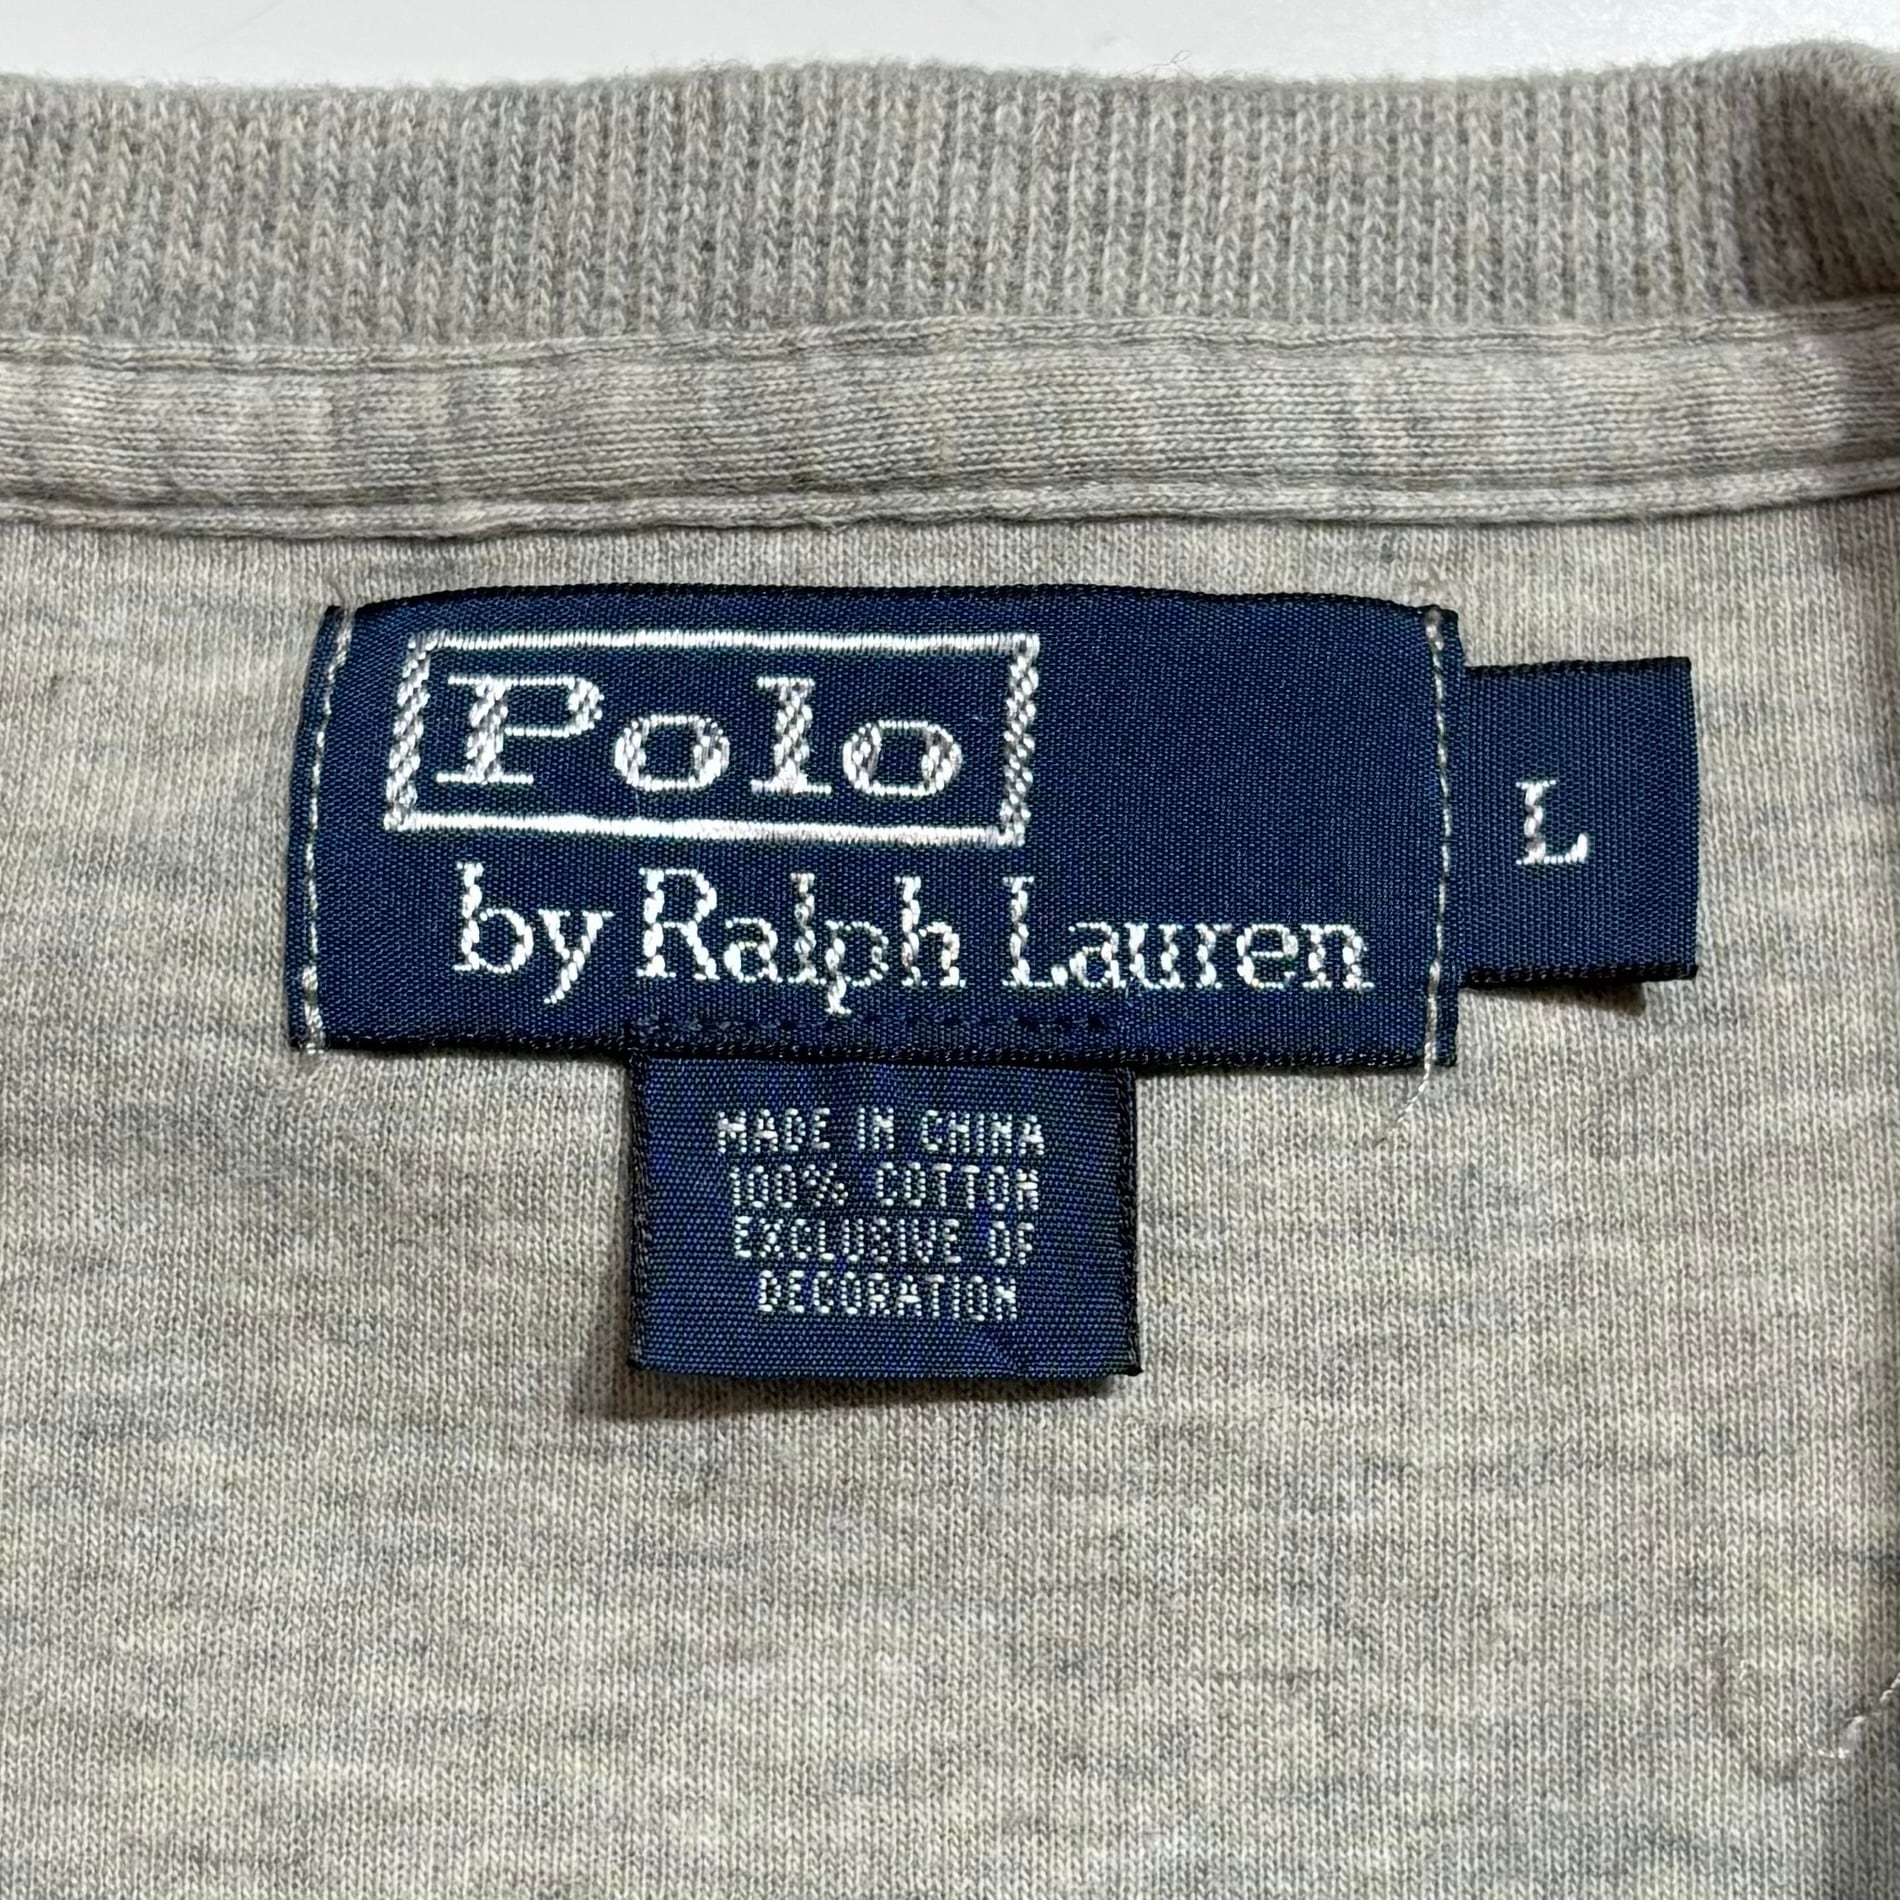 Polo
by Ralph Lauren
L
MADE IN CHINA
100% COTTON
EXCLUSIVE OF
DECORATION